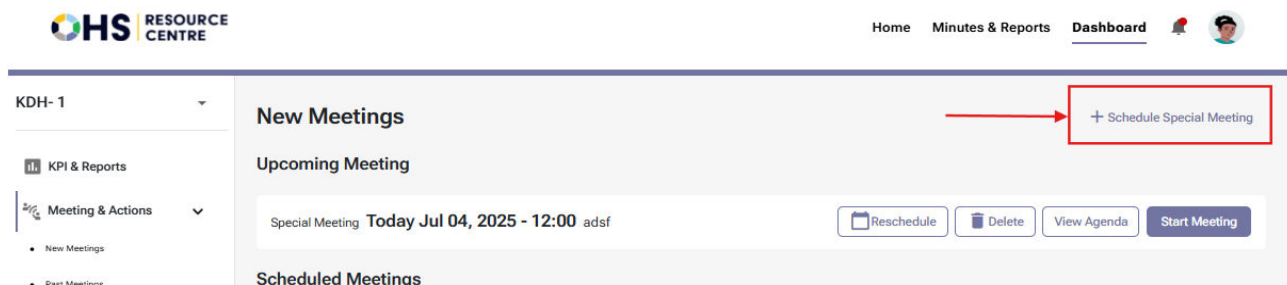 OHS RESOURCE CENTRE
Home Minutes & Reports Dashboard
KDH- 1
KPI & Reports
Meeting & Actions
New Meetings
Past Meetings
New Meetings
+ Schedule Special Meeting
Upcoming Meeting
Special Meeting Today Jul 04, 2025 - 12:00 adsf
Reschedule Delete View Agenda Start Meeting
Scheduled Meetings